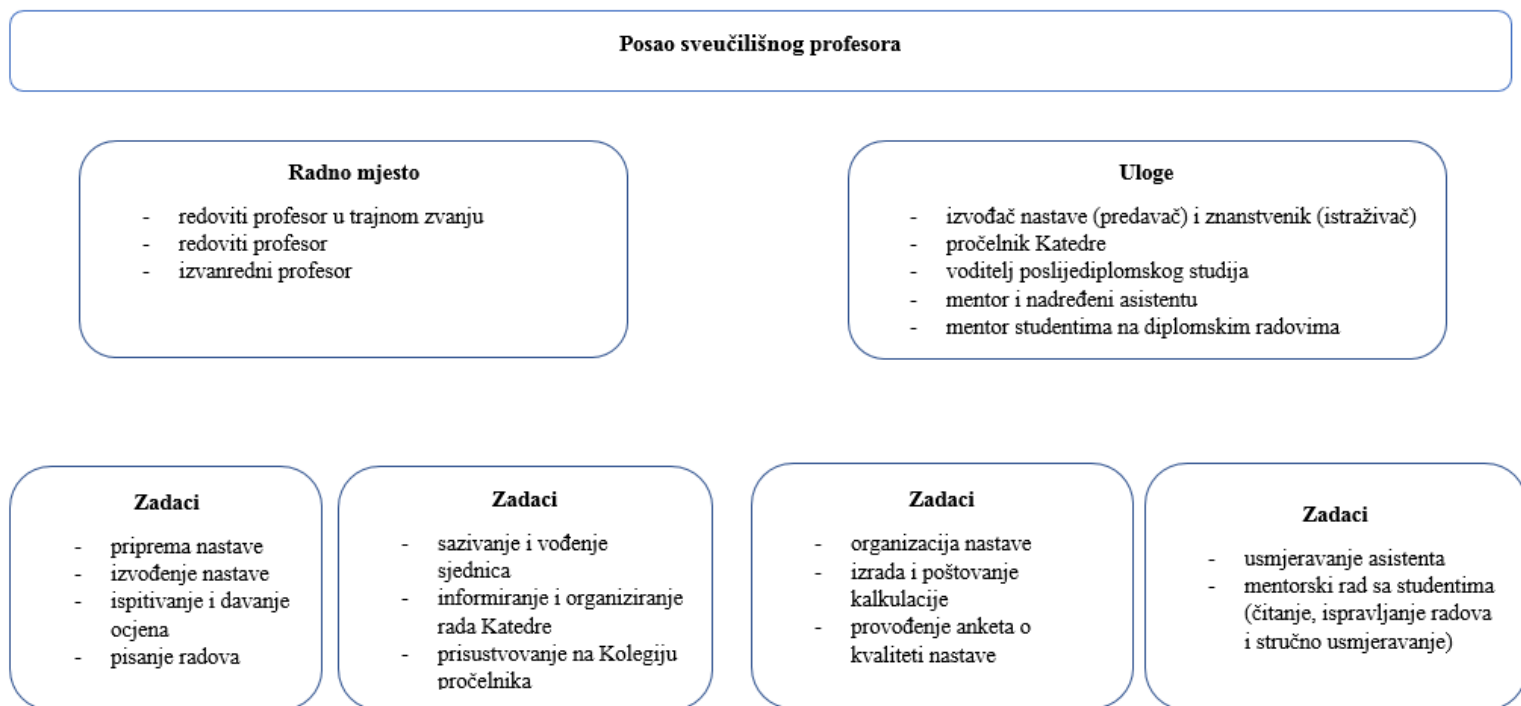 Posao sveučilišnog profesora
Radno mjesto
- redoviti profesor u trajnom zvanju
- redoviti profesor
- izvanredni profesor
Uloge
- izvođač nastave (predavač) i znanstvenik (istraživač)
- pročelnik Katedre
- voditelj poslijediplomskog studija
- mentor i nadređeni asistentu
- mentor studentima na diplomskim radovima
Zadaci
- priprema nastave
- izvođenje nastave
- ispitivanje i davanje
ocjena
- pisanje radova
Zadaci
- sazivanje i vođenje
sjednica
- informiranje i organiziranje
rada Katedre
- prisustvovanje na Kolegiju
pročelnika
Zadaci
- organizacija nastave
- izrada i poštovanje
kalkulacije
- provođenje anketa o
kvaliteti nastave
Zadaci
- usmjeravanje asistenta
- mentorski rad sa studentima
(čitanje, ispravljanje radova
i stručno usmjeravanje)